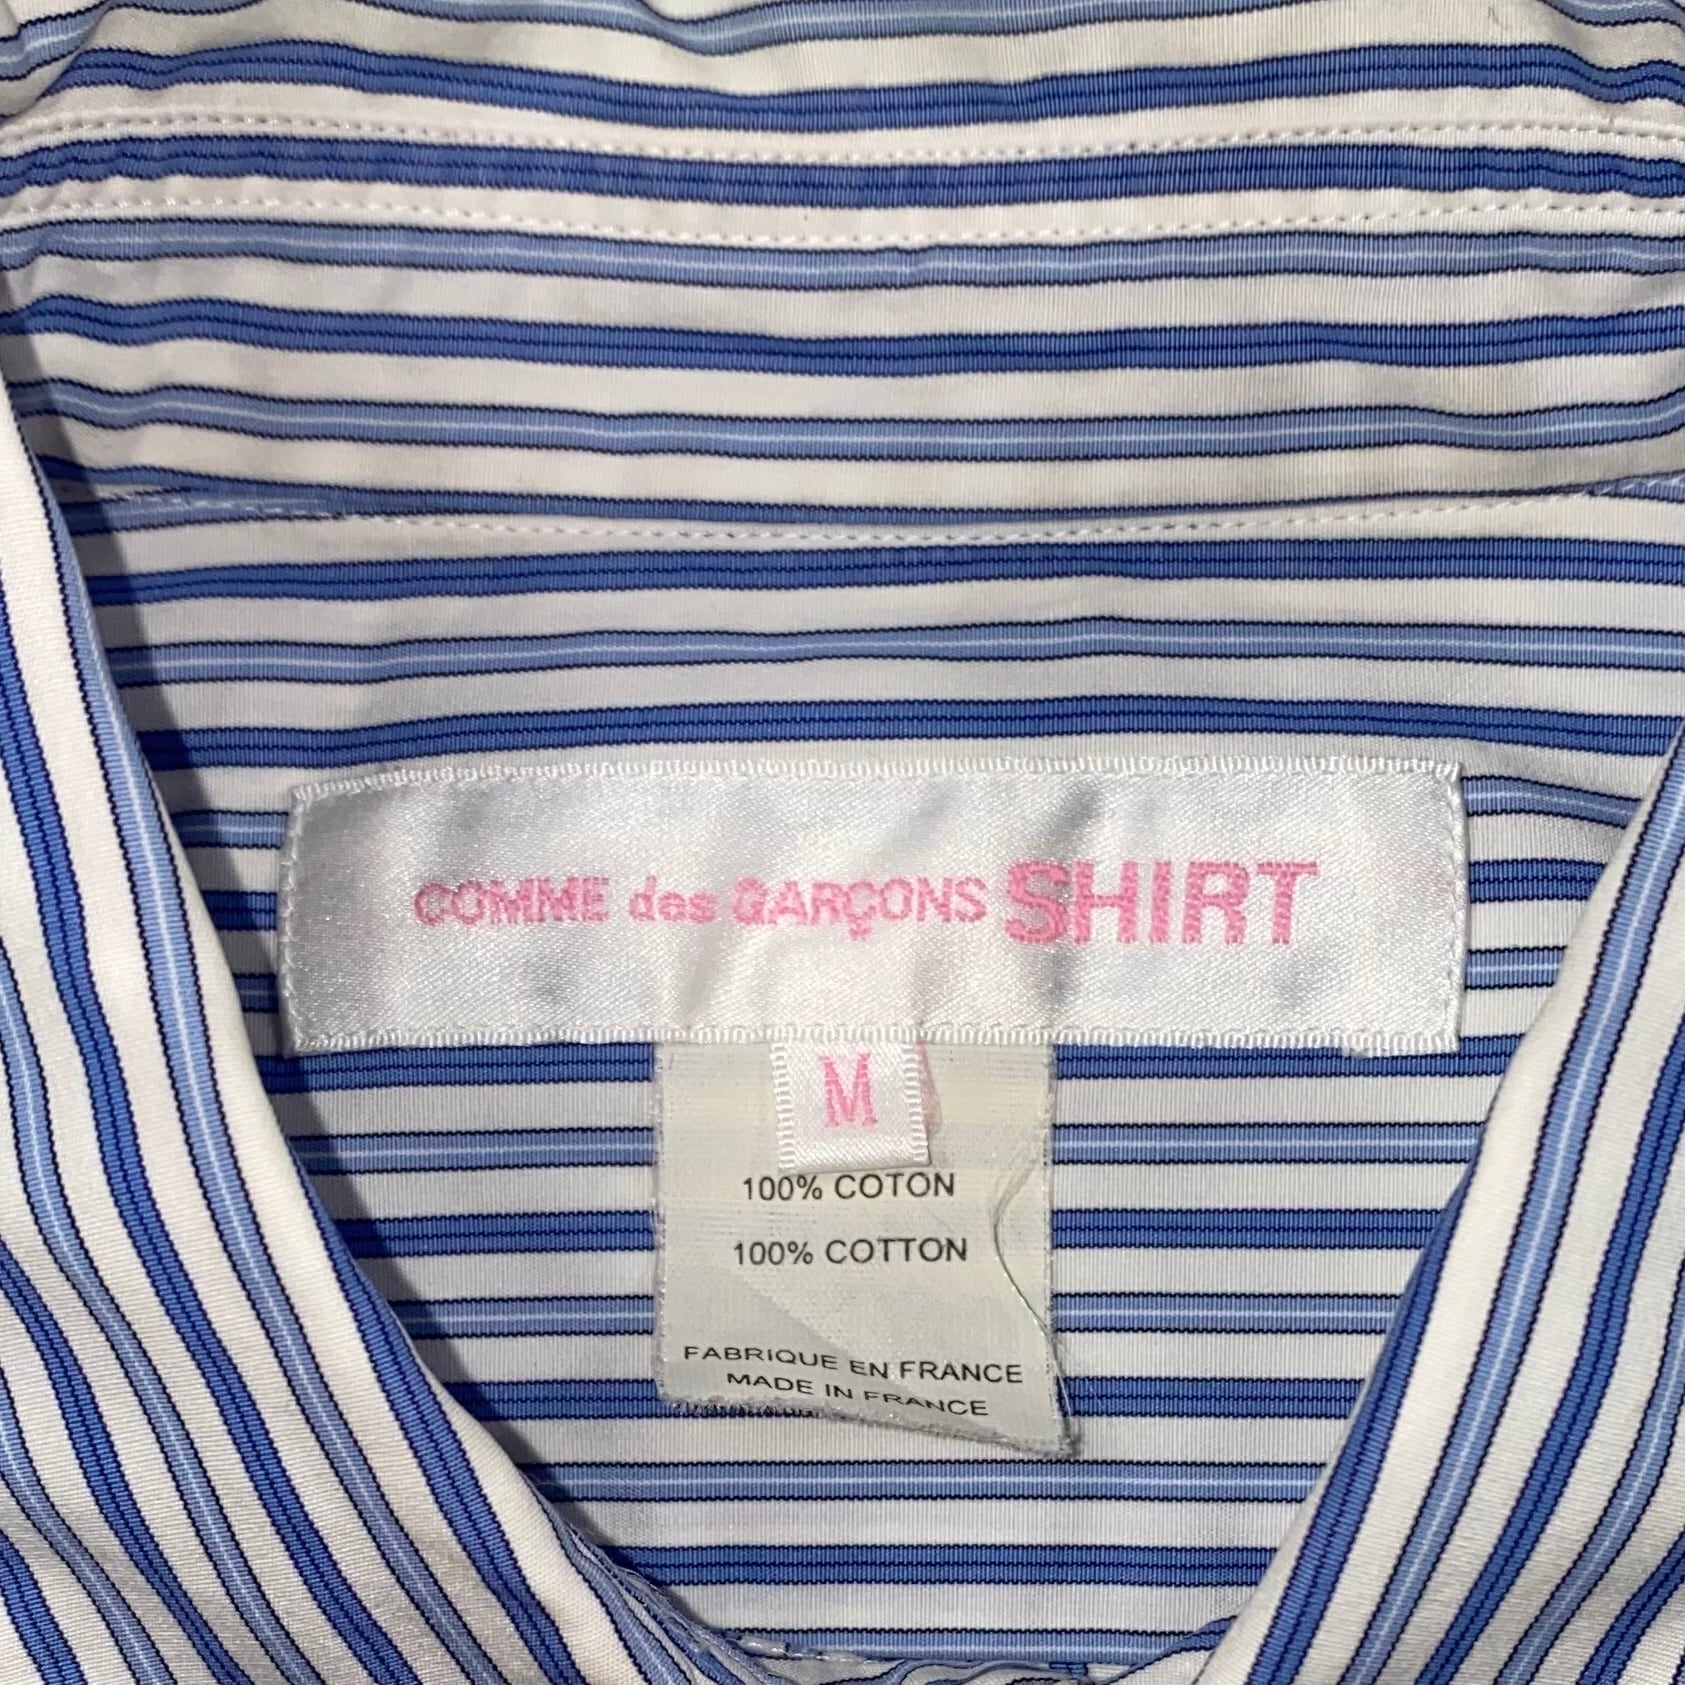 COMME des GARÇONS SHIRT
M
100% COTON
100% COTTON
FABRIQUE EN FRANCE
MADE IN FRANCE